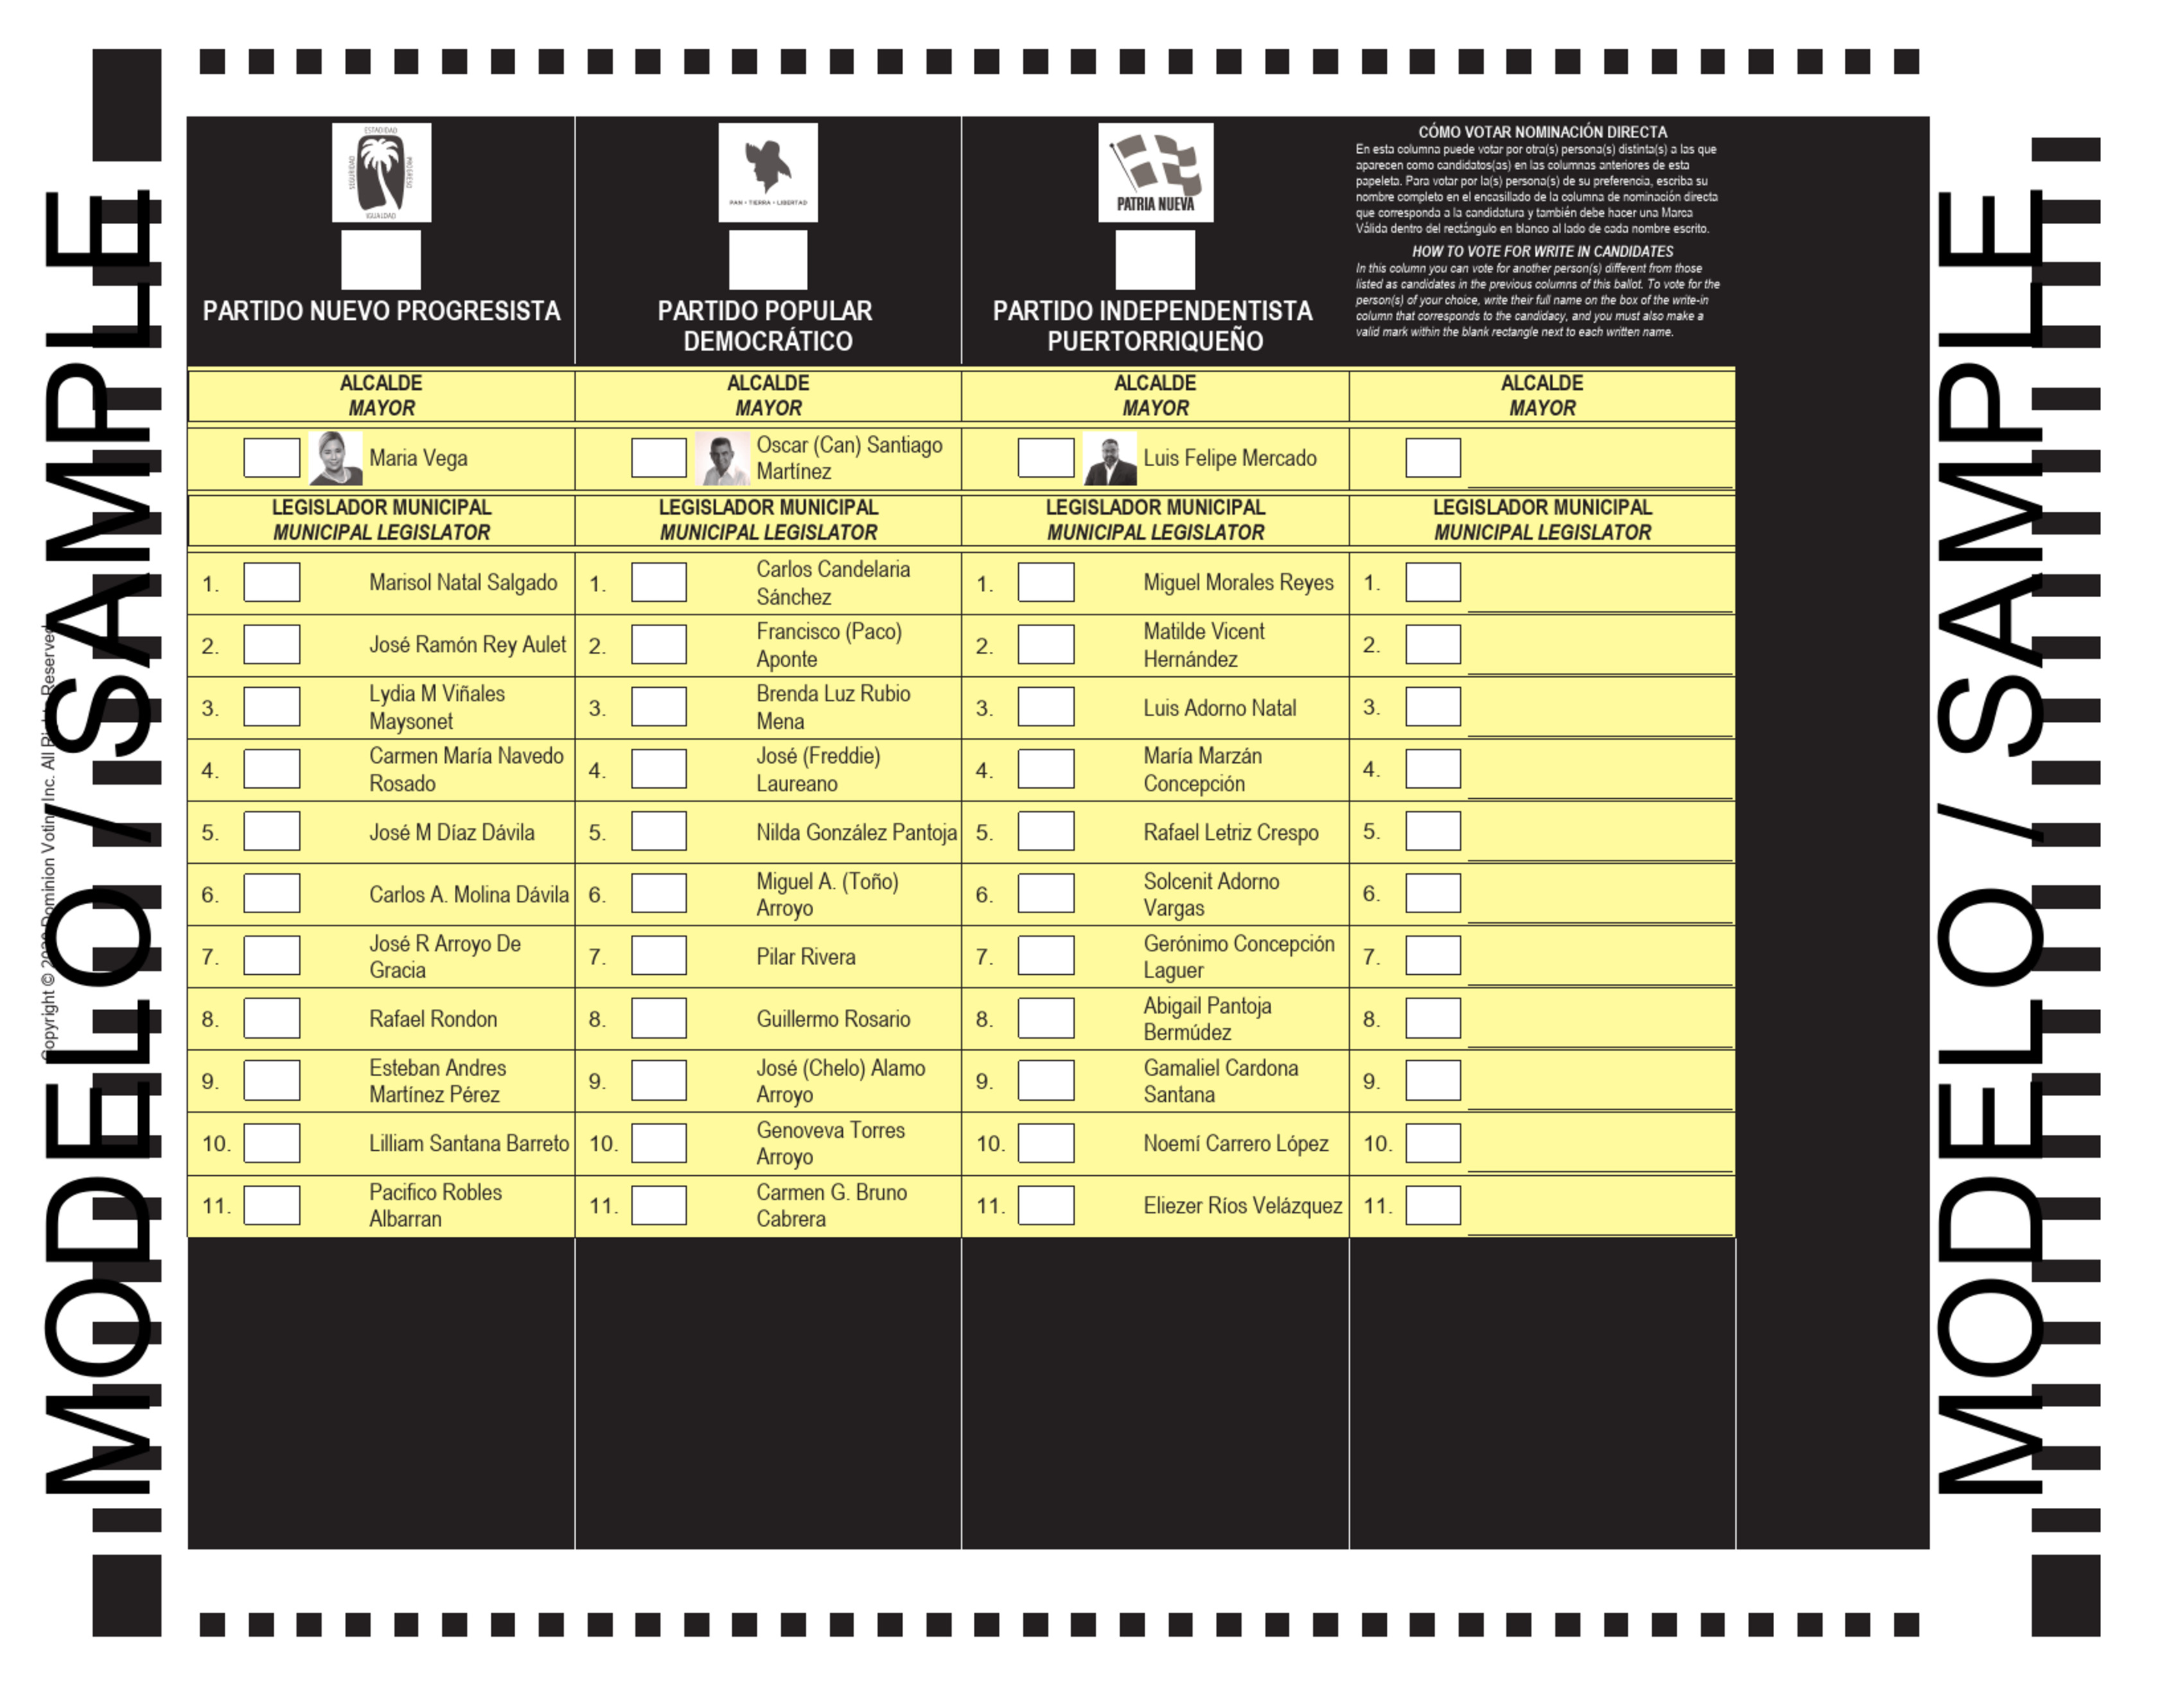 MODELO / SAMPLE
ESTADIDAD
SEGURIDAD
PROGRESO
IGUALDAD
PARTIDO NUEVO PROGRESISTA
PAN • TIERRA • LIBERTAD
PARTIDO POPULAR
DEMOCRÁTICO
PATRIA NUEVA
PARTIDO INDEPENDENTISTA
PUERTORRIQUEÑO
CÓMO VOTAR NOMINACIÓN DIRECTA
En esta columna puede votar por otra(s) persona(s) distinta(s) a las que
aparecen como candidatos(as) en las columnas anteriores de esta
papeleta. Para votar por la(s) persona(s) de su preferencia, escriba su
nombre completo en el encasillado de la columna de nominación directa
que corresponda a la candidatura y también debe hacer una Marca
Válida dentro del rectángulo en blanco al lado de cada nombre escrito.
HOW TO VOTE FOR WRITE IN CANDIDATES
In this column you can vote for another person(s) different from those
listed as candidates in the previous columns of this ballot. To vote for the
person(s) of your choice, write their full name on the box of the write-in
column that corresponds to the candidacy, and you must also make a
valid mark within the blank rectangle next to each written name.
ALCALDE
MAYOR
Maria Vega
LEGISLADOR MUNICIPAL
MUNICIPAL LEGISLATOR
1. Marisol Natal Salgado
2. José Ramón Rey Aulet
3. Lydia M Viñales
Maysonet
4. Carmen María Navedo
Rosado
5. José M Díaz Dávila
6. Carlos A. Molina Dávila
7. José R Arroyo De
Gracia
8. Rafael Rondon
9. Esteban Andres
Martínez Pérez
10. Lilliam Santana Barreto
11. Pacifico Robles
Albarran
ALCALDE
MAYOR
Oscar (Can) Santiago
Martínez
LEGISLADOR MUNICIPAL
MUNICIPAL LEGISLATOR
1. Carlos Candelaria
Sánchez
2. Francisco (Paco)
Aponte
3. Brenda Luz Rubio
Mena
4. José (Freddie)
Laureano
5. Nilda González Pantoja
6. Miguel A. (Toño)
Arroyo
7. Pilar Rivera
8. Guillermo Rosario
9. José (Chelo) Alamo
Arroyo
10. Genoveva Torres
Arroyo
11. Carmen G. Bruno
Cabrera
ALCALDE
MAYOR
Luis Felipe Mercado
LEGISLADOR MUNICIPAL
MUNICIPAL LEGISLATOR
1. Miguel Morales Reyes
2. Matilde Vicent
Hernández
3. Luis Adorno Natal
4. María Marzán
Concepción
5. Rafael Letriz Crespo
6. Solcenit Adorno
Vargas
7. Gerónimo Concepción
Laguer
8. Abigail Pantoja
Bermúdez
9. Gamaliel Cardona
Santana
10. Noemí Carrero López
11. Eliezer Ríos Velázquez
ALCALDE
MAYOR
LEGISLADOR MUNICIPAL
MUNICIPAL LEGISLATOR
1.
2.
3.
4.
5.
6.
7.
8.
9.
10.
11.
Copyright © Dominion Voting Inc. All Reserved
MODELO / SAMPLE